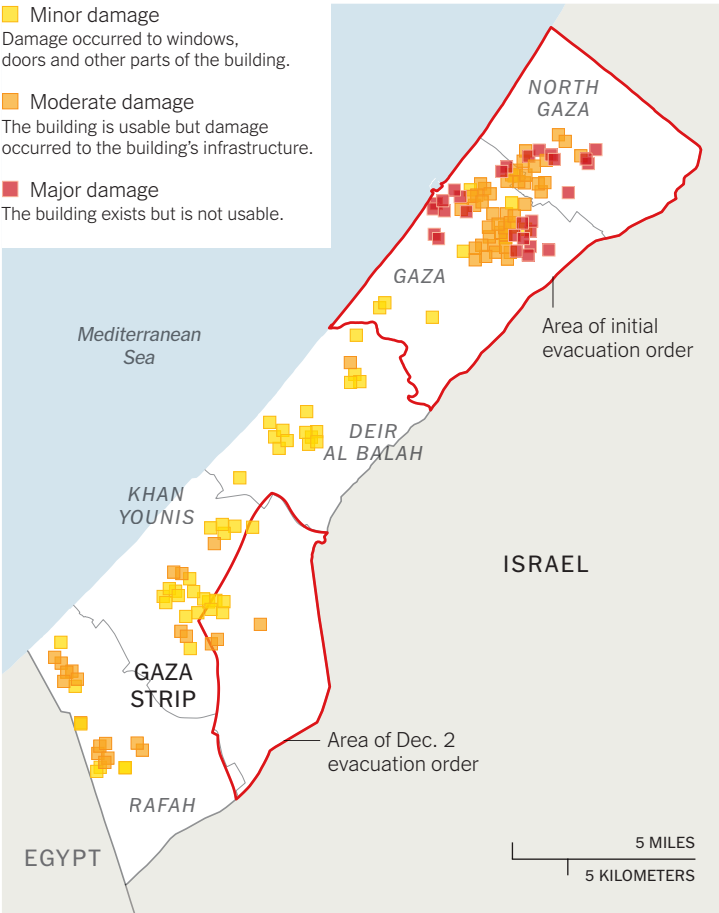 Minor damage
Damage occurred to windows,
doors and other parts of the building.
Moderate damage
The building is usable but damage
occurred to the building’s infrastructure.
Major damage
The building exists but is not usable.
NORTH
GAZA
GAZA
Area of initial
evacuation order
Mediterranean
Sea
DEIR
AL BALAH
KHAN
YOUNIS
ISRAEL
GAZA
STRIP
Area of Dec. 2
evacuation order
RAFAH
EGYPT
5 MILES
5 KILOMETERS